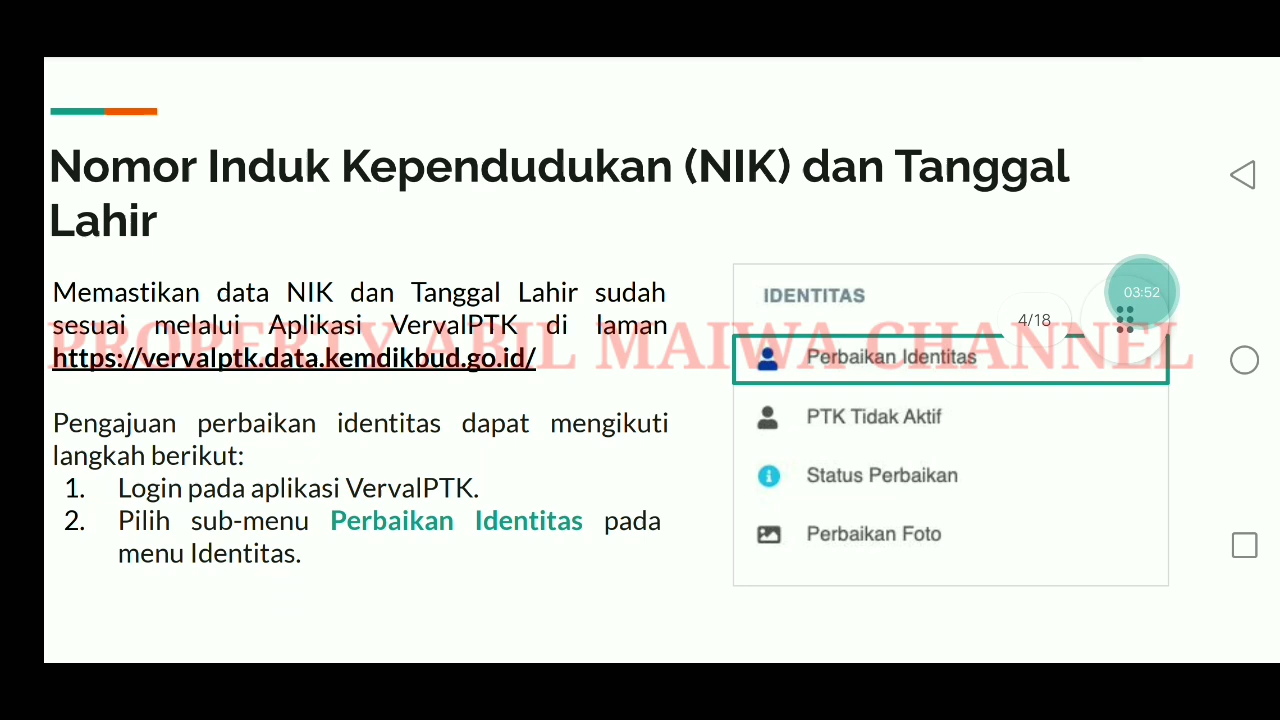 Nomor Induk Kependudukan (NIK) dan Tanggal
Lahir
Memastikan data NIK dan Tanggal Lahir sudah
sesuai melalui Aplikasi VervalPTK di laman
https://vervalptk.data.kemdikbud.go.id/
Pengajuan perbaikan identitas dapat mengikuti
langkah berikut:
1. Login pada aplikasi VervalPTK.
2. Pilih sub-menu Perbaikan Identitas pada
menu Identitas.
IDENTITAS
03:52
4/18
Perbaikan Identitas
PTK Tidak Aktif
Status Perbaikan
Perbaikan Foto
PROPERTY ABIL MAIWA CHANNEL